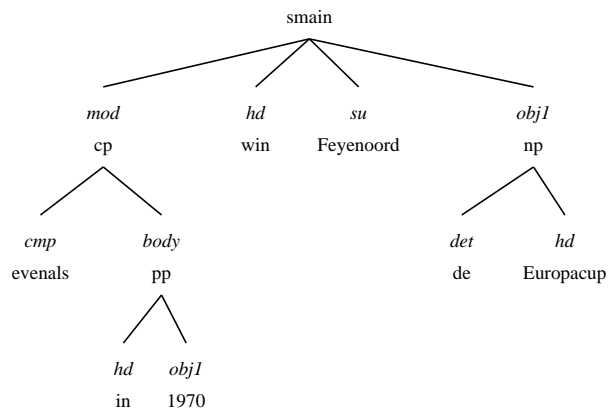 smain
mod hd su obj1
cp win Feyenoord np
cmp body det hd
evenals pp de Europacup
hd obj1
in 1970